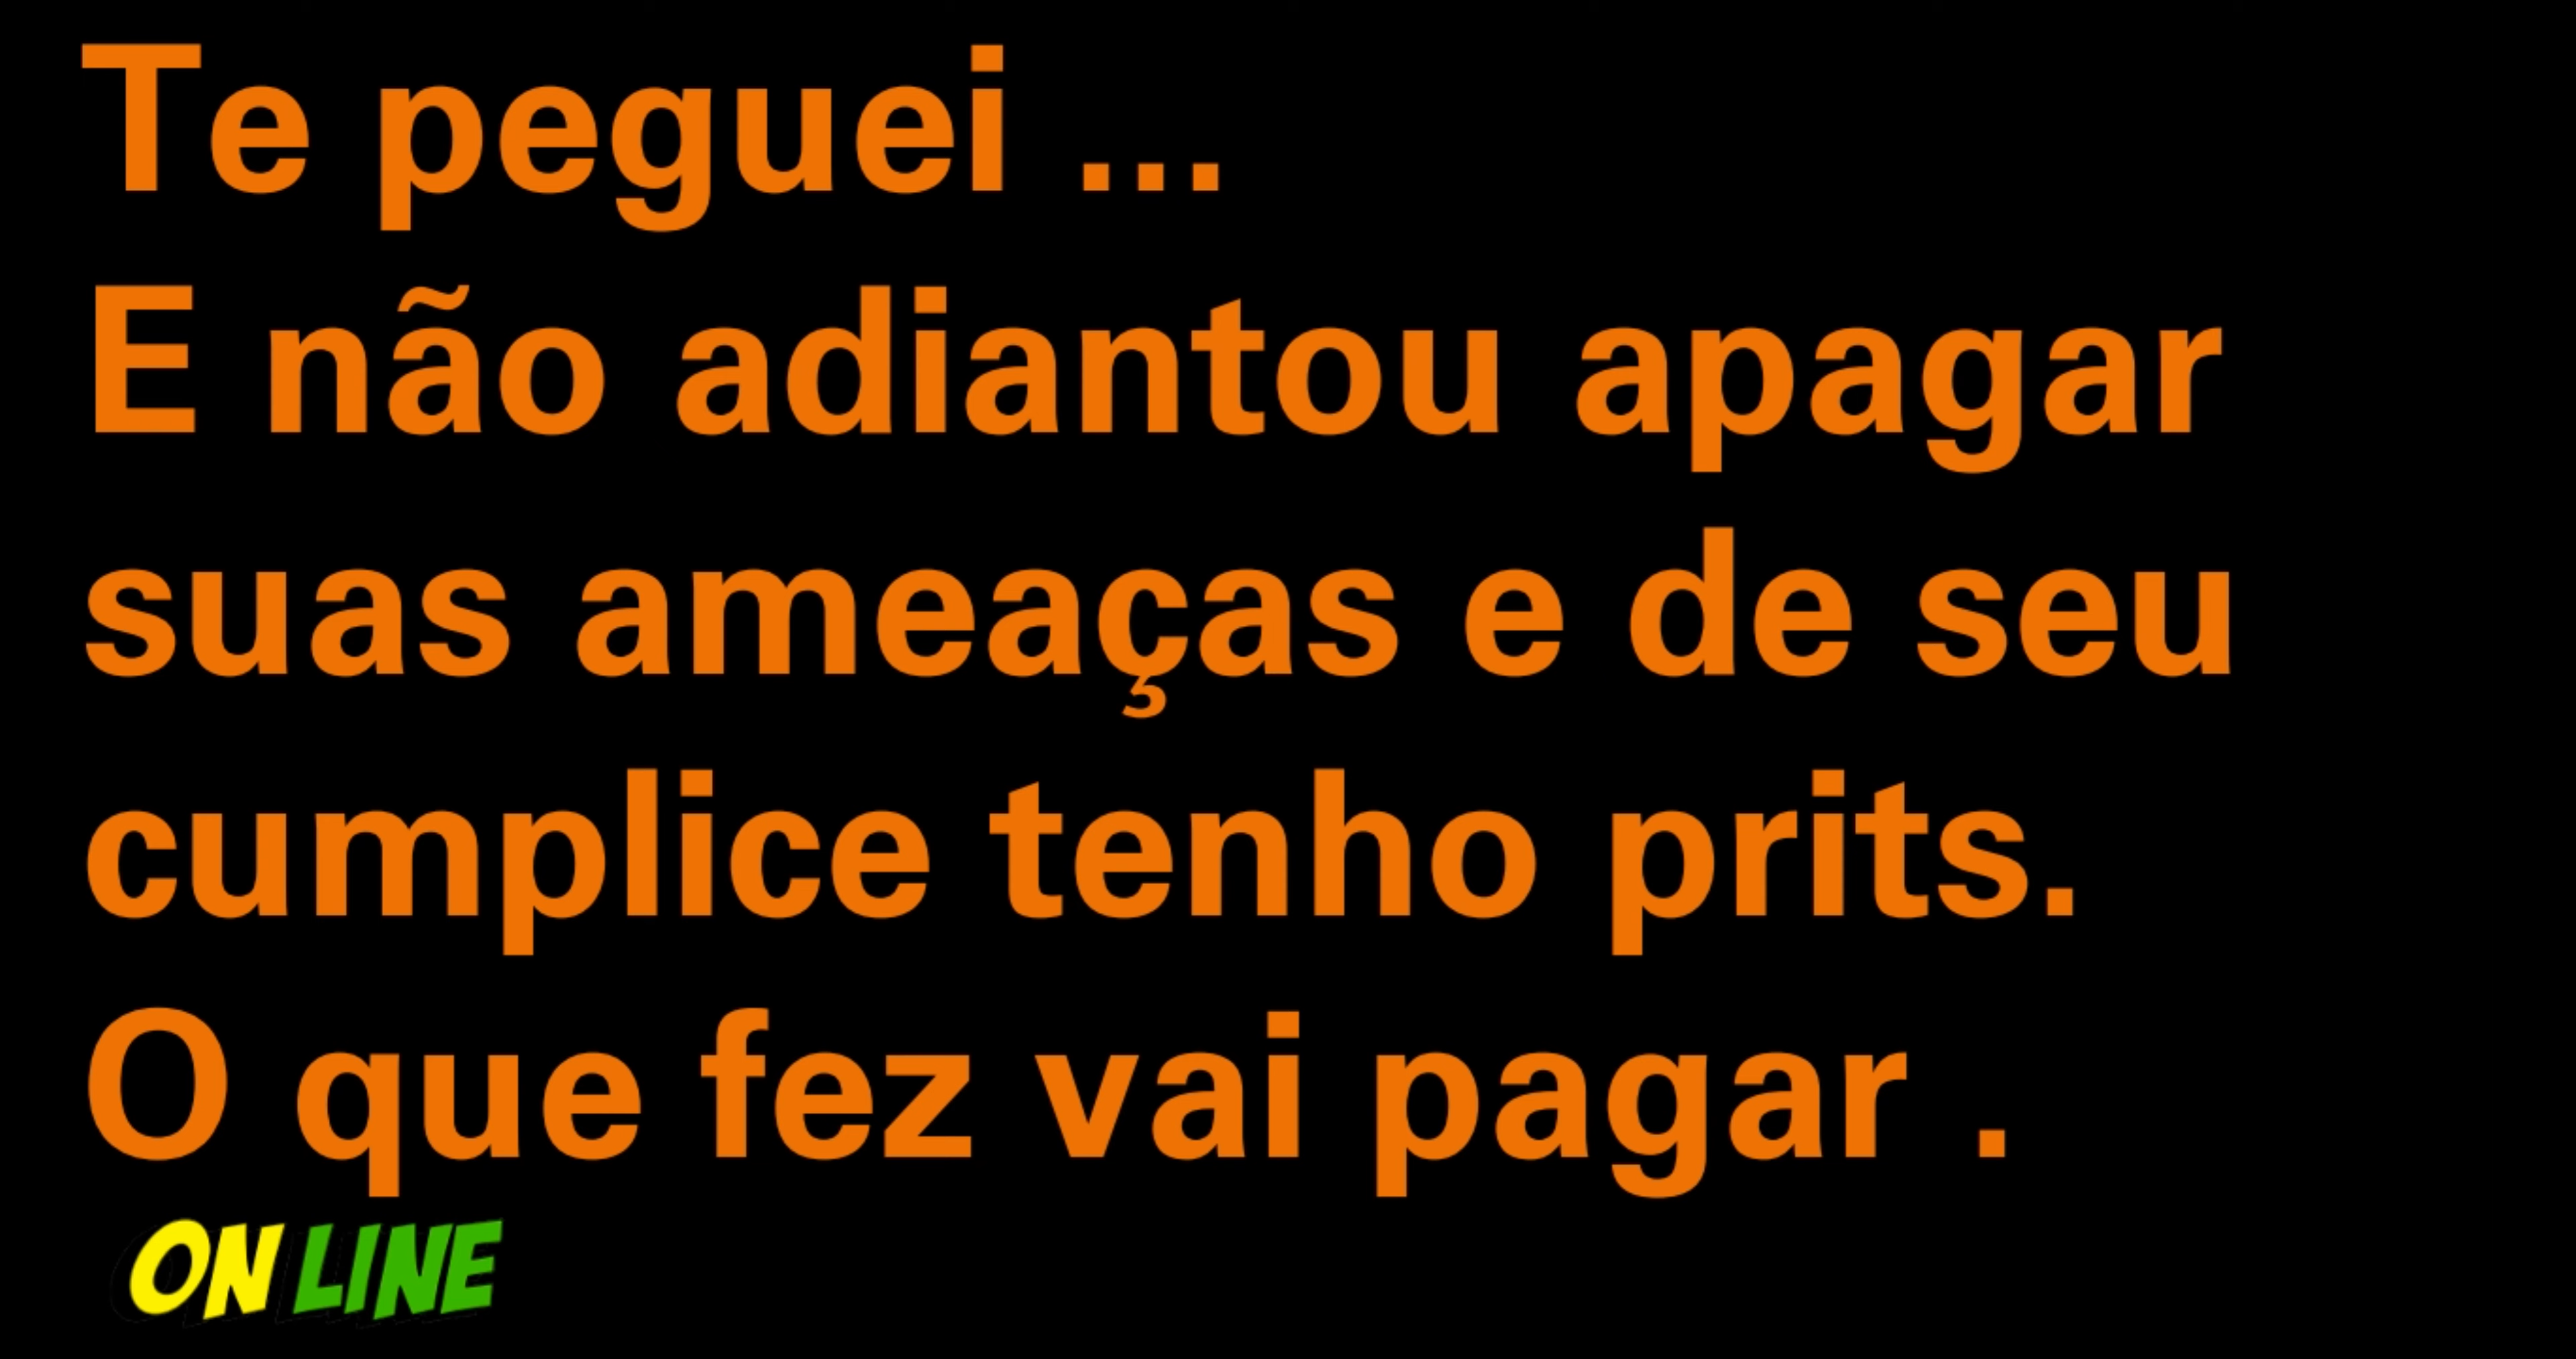 Te peguei ...
E não adiantou apagar
suas ameaças e de seu
cumplice tenho prits.
O que fez vai pagar .
ON LINE